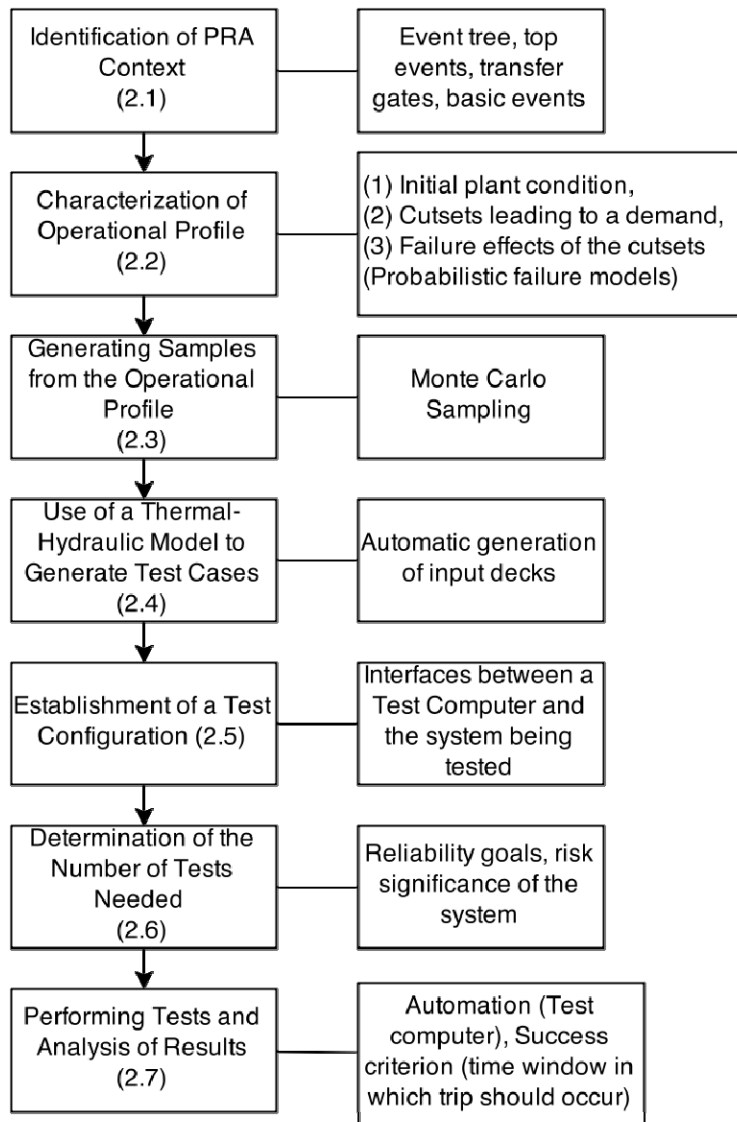 Identification of PRA
Context
(2.1)
Event tree, top
events, transfer
gates, basic events
Characterization of
Operational Profile
(2.2)
(1) Initial plant condition,
(2) Cutsets leading to a demand,
(3) Failure effects of the cutsets
(Probabilistic failure models)
Generating Samples
from the Operational
Profile
(2.3)
Monte Carlo
Sampling
Use of a Thermal-
Hydraulic Model to
Generate Test Cases
(2.4)
Automatic generation
of input decks
Establishment of a Test
Configuration (2.5)
Interfaces between a
Test Computer and
the system being
tested
Determination of the
Number of Tests
Needed
(2.6)
Reliability goals, risk
significance of the
system
Performing Tests and
Analysis of Results
(2.7)
Automation (Test
computer), Success
criterion (time window in
which trip should occur)